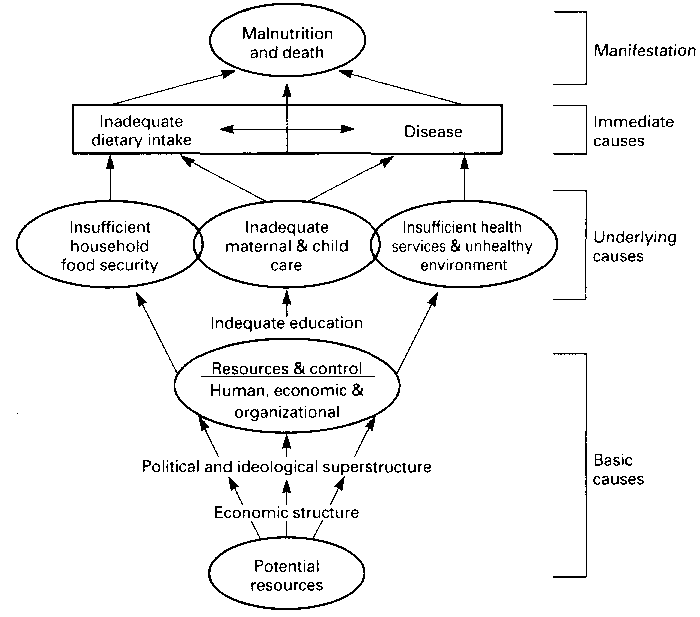 Malnutrition
and death
Manifestation
Inadequate
dietary intake
Disease
Immediate
causes
Insufficient
household
food security
Inadequate
maternal & child
care
Insufficient health
services & unhealthy
environment
Underlying
causes
Indequate education
Resources & control
Human, economic &
organizational
Political and ideological superstructure
Economic structure
Basic
causes
Potential
resources